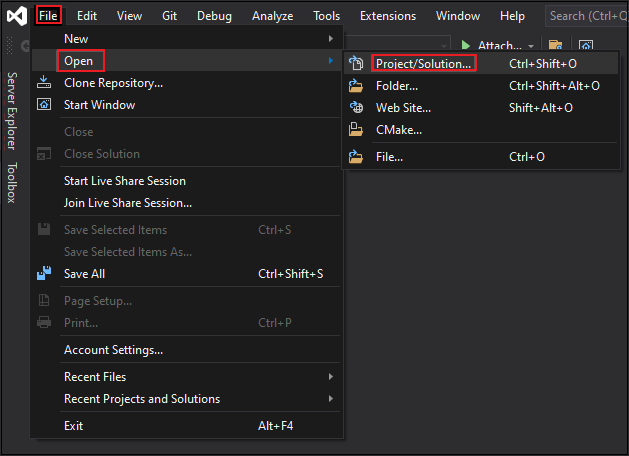 File Edit View Git Debug Analyze Tools Extensions Window Help Search (Ctrl+Q
New
Open
Clone Repository...
Start Window
Close
Close Solution
Start Live Share Session
Join Live Share Session...
Save Selected Items Ctrl+S
Save Selected Items As...
Save All Ctrl+Shift+S
Page Setup...
Print... Ctrl+P
Account Settings...
Recent Files
Recent Projects and Solutions
Exit Alt+F4
Attach...
Project/Solution... Ctrl+Shift+O
Folder... Ctrl+Shift+Alt+O
Web Site... Shift+Alt+O
CMake...
File... Ctrl+O
Server Explorer
Toolbox